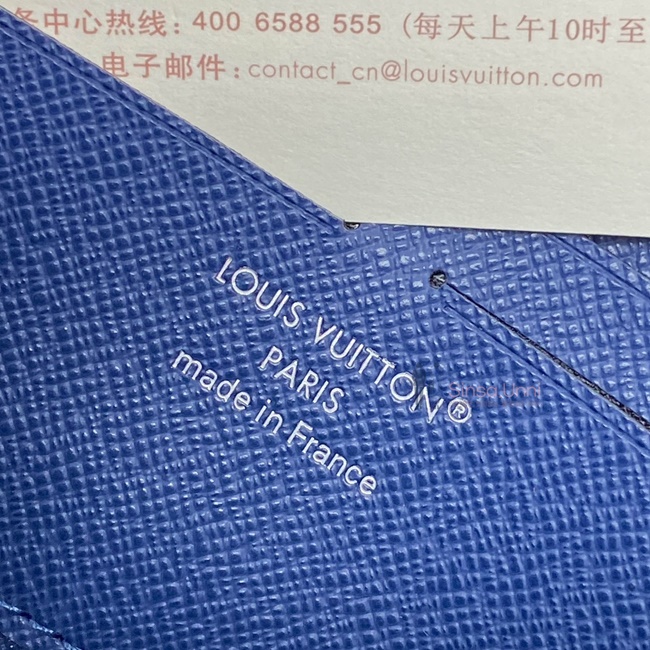 务中心热线: 400 6588 555 (每天上午10时至
电子邮件: contact_cn@louisvuitton.com
LOUIS VUITTON®
PARIS
made in France